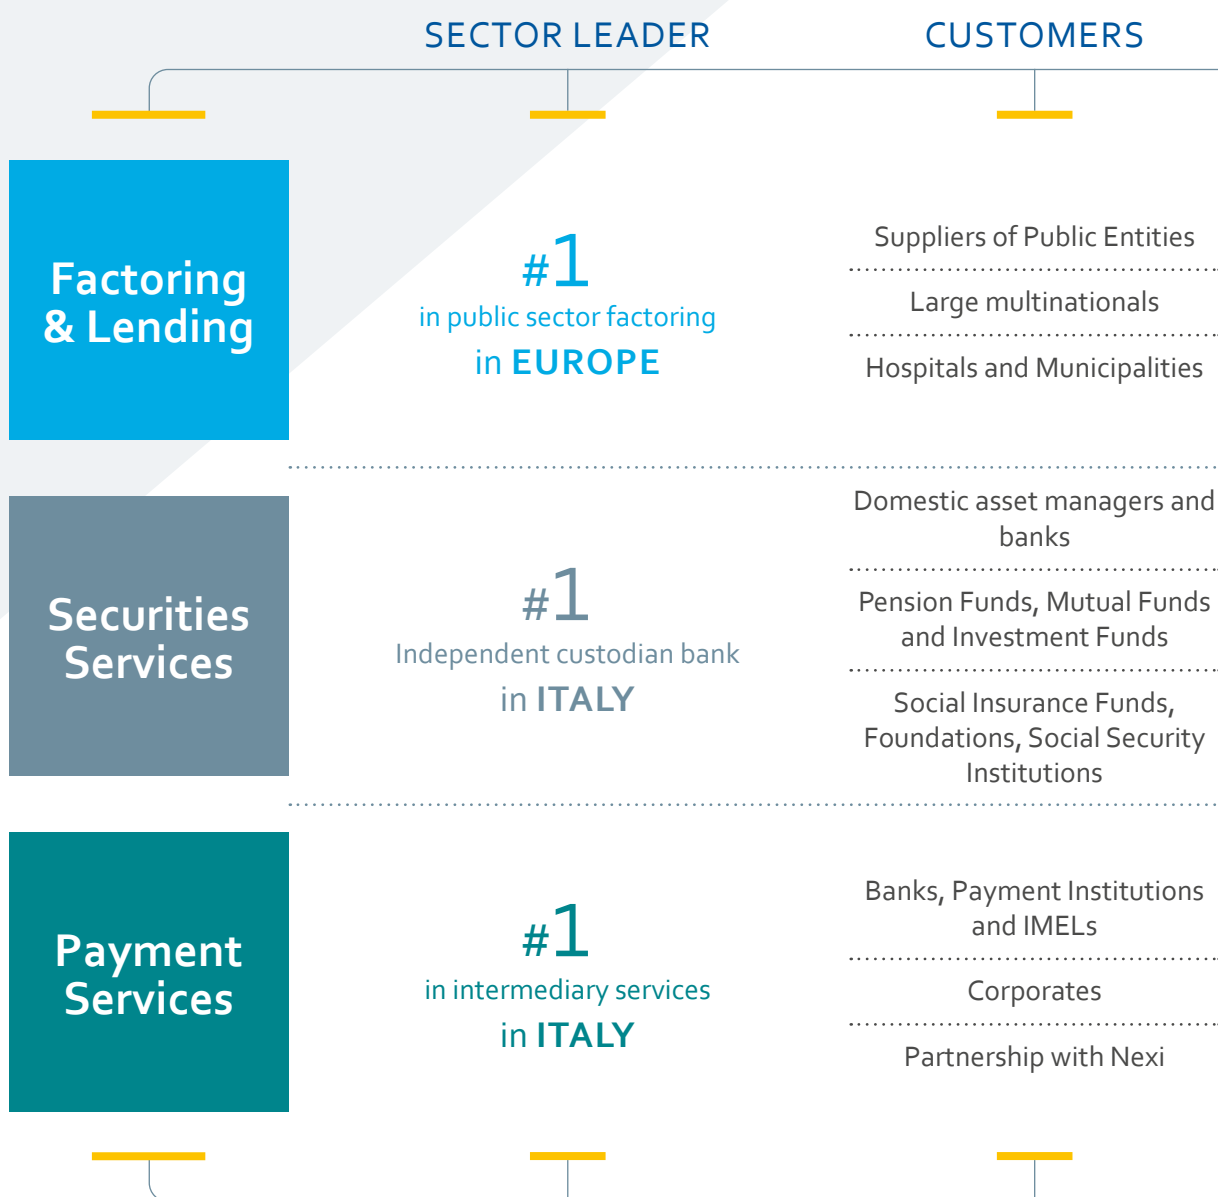 SECTOR LEADER
CUSTOMERS
Factoring
& Lending
#1
in public sector factoring
in EUROPE
Suppliers of Public Entities
Large multinationals
Hospitals and Municipalities
Securities
Services
#1
Independent custodian bank
in ITALY
Domestic asset managers and
banks
Pension Funds, Mutual Funds
and Investment Funds
Social Insurance Funds,
Foundations, Social Security
Institutions
Payment
Services
#1
in intermediary services
in ITALY
Banks, Payment Institutions
and IMELs
Corporates
Partnership with Nexi